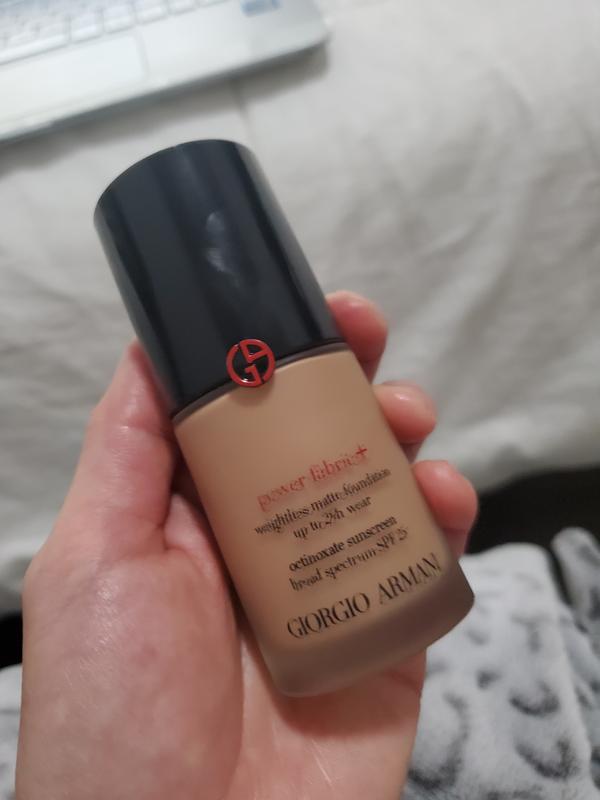 power fabric+
weightless matte foundation
up to 24h wear
octinoxate sunscreen
broad spectrum SPF 25
GIORGIO ARMANI